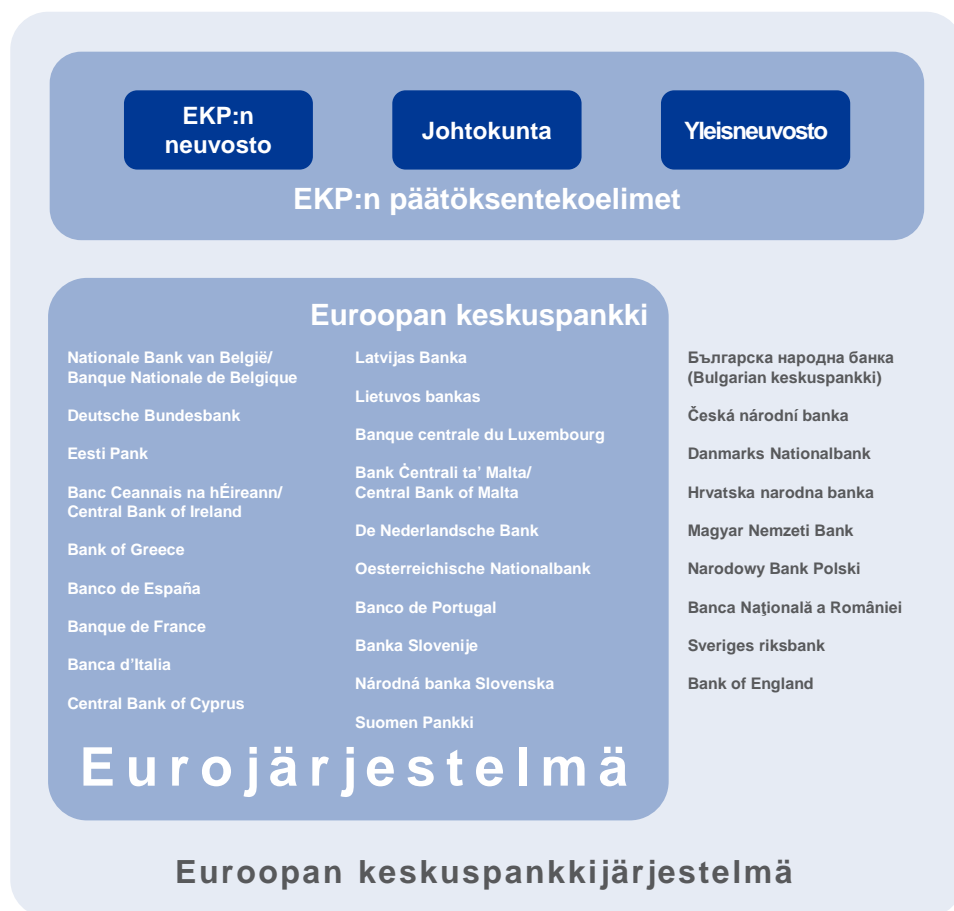 EKP:n
neuvosto
Johtokunta
Yleisneuvosto
EKP:n päätöksentekoelimet
Euroopan keskuspankki
Nationale Bank van België/
Banque Nationale de Belgique
Deutsche Bundesbank
Eesti Pank
Banc Ceannais na hÉireann/
Central Bank of Ireland
Bank of Greece
Banco de España
Banque de France
Banca d’Italia
Central Bank of Cyprus
Latvijas Banka
Lietuvos bankas
Banque centrale du Luxembourg
Bank Ċentrali ta’ Malta/
Central Bank of Malta
De Nederlandsche Bank
Oesterreichische Nationalbank
Banco de Portugal
Banka Slovenije
Národná banka Slovenska
Suomen Pankki
Eurojärjestelmä
Българска народна банка
(Bulgarian keskuspankki)
Česká národní banka
Danmarks Nationalbank
Hrvatska narodna banka
Magyar Nemzeti Bank
Narodowy Bank Polski
Banca Naţională a României
Sveriges riksbank
Bank of England
Euroopan keskuspankkijärjestelmä